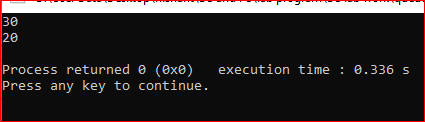 30
20
Process returned 0 (0x0)   execution time : 0.336 s
Press any key to continue.